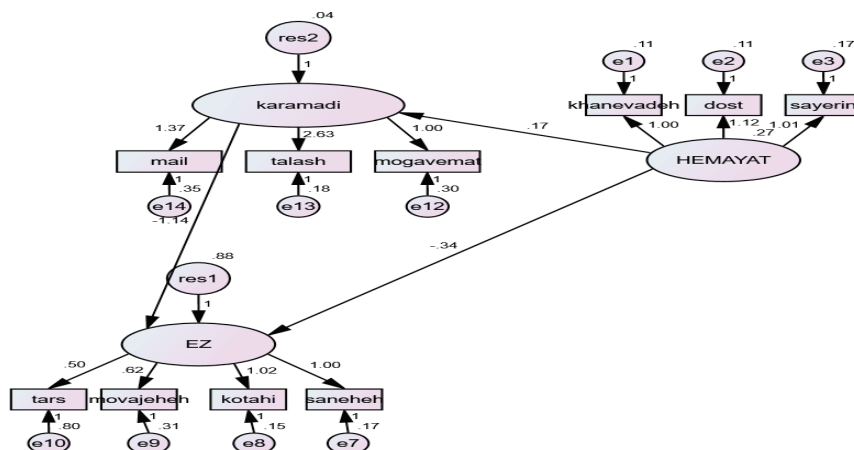 .04
res2
1
.11
e1
1
.11
e2
1
.17
e3
1
karamadi
khanevadeh
dost
sayerin
1.37
2.63
1.00
.17
1.00
1.12
.27
1.01
mail
talash
mogavemat
HEMAYAT
1
.35
e14
1
.18
e13
1
.30
e12
-1.14
-.34
.88
res1
1
EZ
.50
.62
1.02
1.00
tars
movajeheh
kotahi
saneheh
1
.80
e10
1
.31
e9
1
.15
e8
1
.17
e7